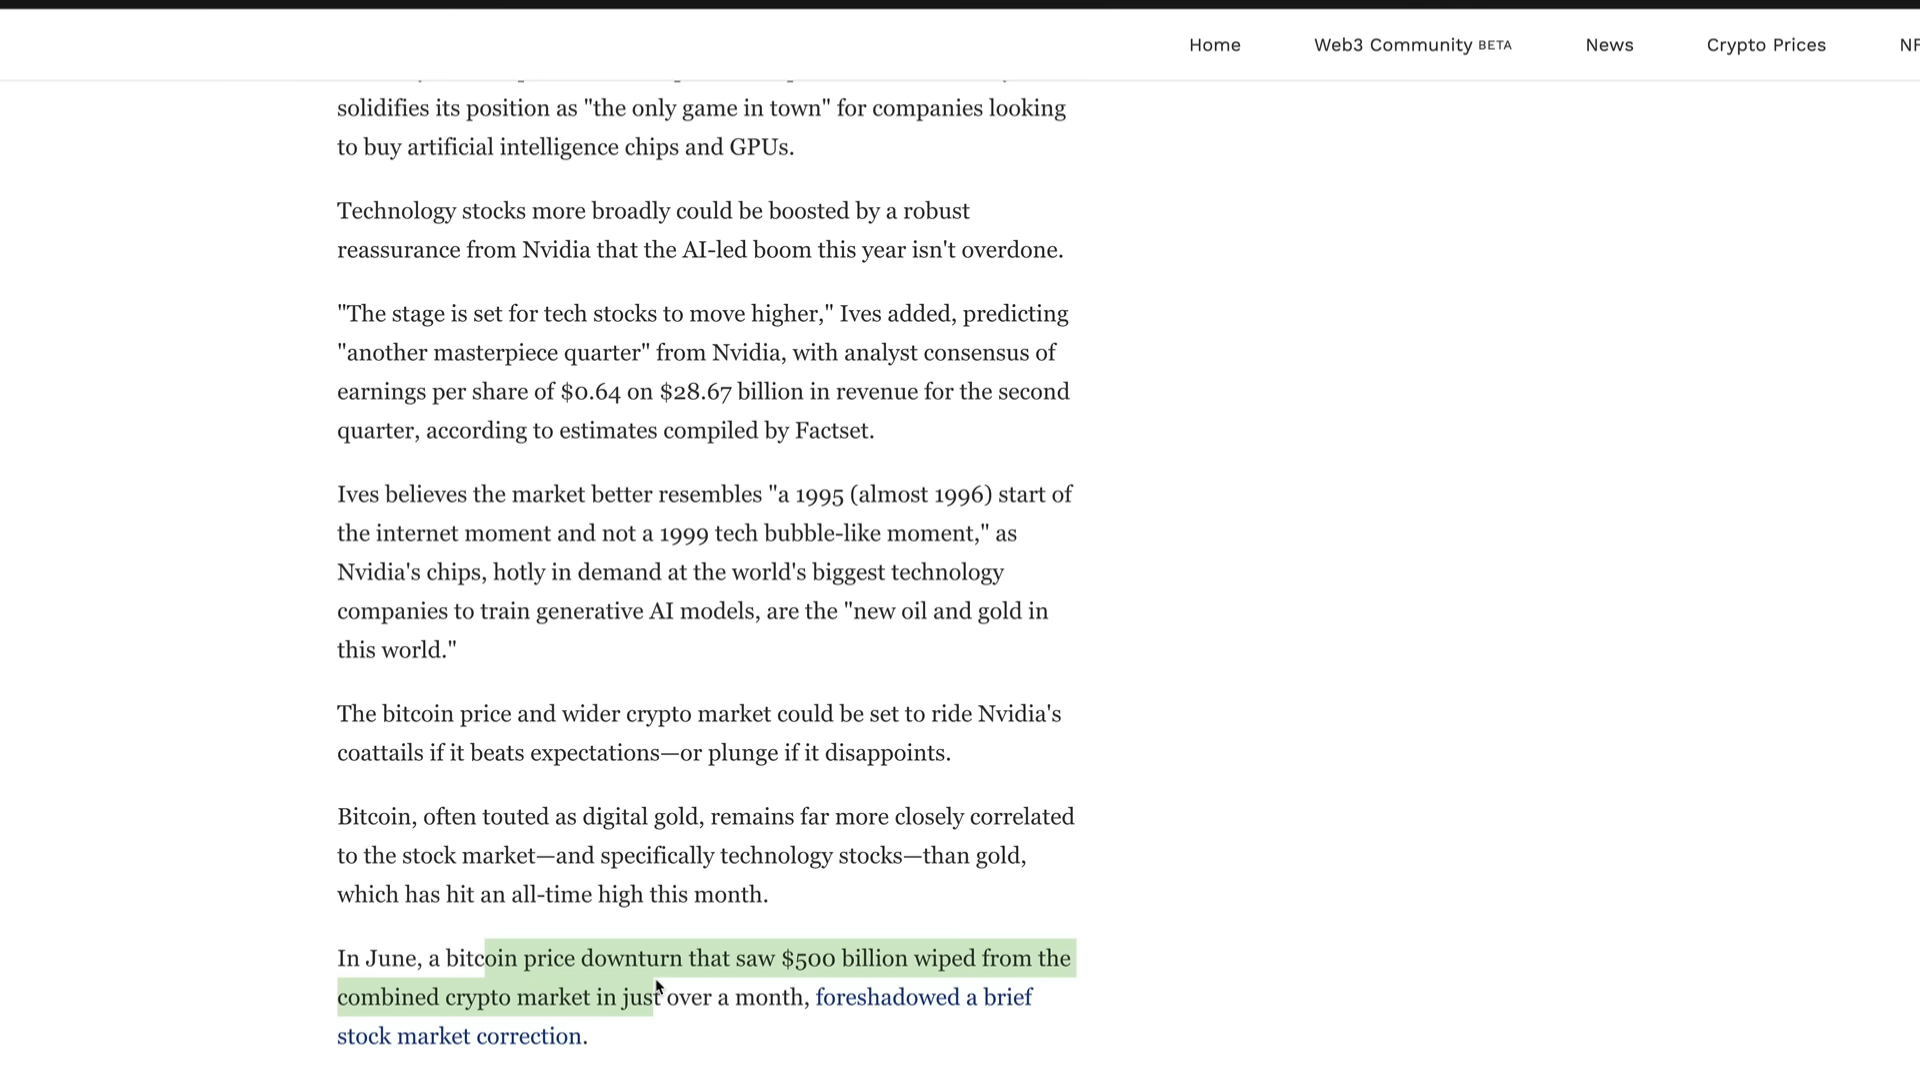 Home Web3 Community BETA News Crypto Prices
solidifies its position as "the only game in town" for companies looking
to buy artificial intelligence chips and GPUs.
Technology stocks more broadly could be boosted by a robust
reassurance from Nvidia that the AI-led boom this year isn't overdone.
"The stage is set for tech stocks to move higher," Ives added, predicting
"another masterpiece quarter" from Nvidia, with analyst consensus of
earnings per share of $0.64 on $28.67 billion in revenue for the second
quarter, according to estimates compiled by Factset.
Ives believes the market better resembles "a 1995 (almost 1996) start of
the internet moment and not a 1999 tech bubble-like moment," as
Nvidia's chips, hotly in demand at the world's biggest technology
companies to train generative AI models, are the "new oil and gold in
this world."
The bitcoin price and wider crypto market could be set to ride Nvidia's
coattails if it beats expectations—or plunge if it disappoints.
Bitcoin, often touted as digital gold, remains far more closely correlated
to the stock market—and specifically technology stocks—than gold,
which has hit an all-time high this month.
In June, a bitcoin price downturn that saw $500 billion wiped from the
combined crypto market in just over a month, foreshadowed a brief
stock market correction.